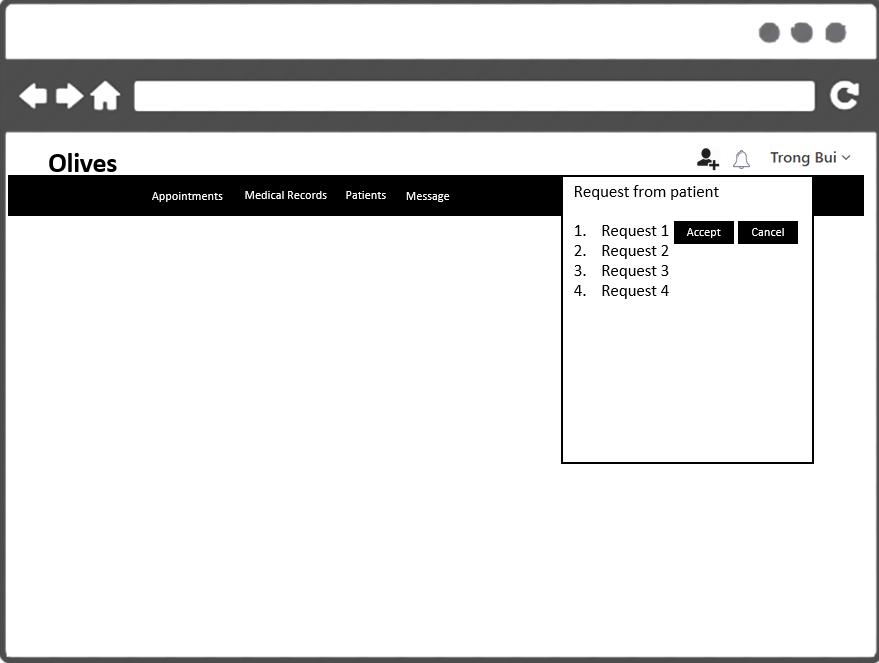 Olives
Trong Bui
Appointments Medical Records Patients Message
Request from patient
1. Request 1 Accept Cancel
2. Request 2
3. Request 3
4. Request 4